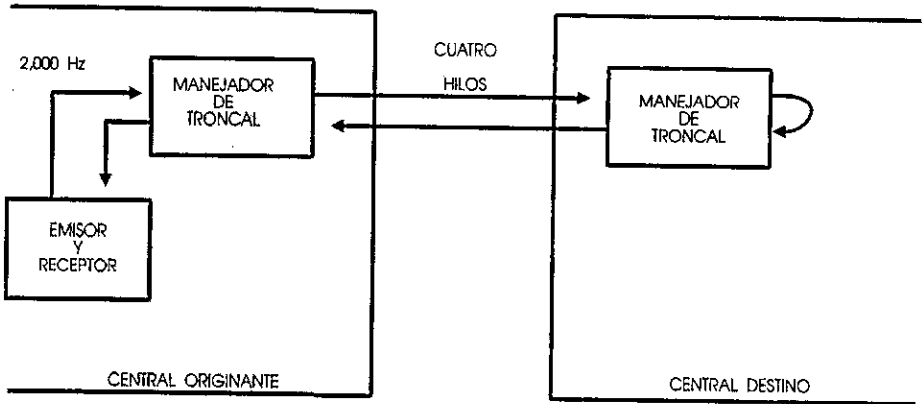 2,000 Hz
MANEJADOR
DE
TRONCAL
CUATRO
HILOS
MANEJADOR
DE
TRONCAL
EMISOR
Y
RECEPTOR
CENTRAL ORIGINANTE
CENTRAL DESTINO